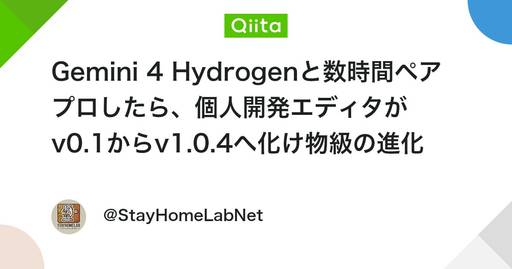 Qiita
Gemini 4 Hydrogenと数時間ペア
プロしたら、個人開発エディタが
v0.1からv1.0.4へ化け物級の進化
@StayHomeLabNet